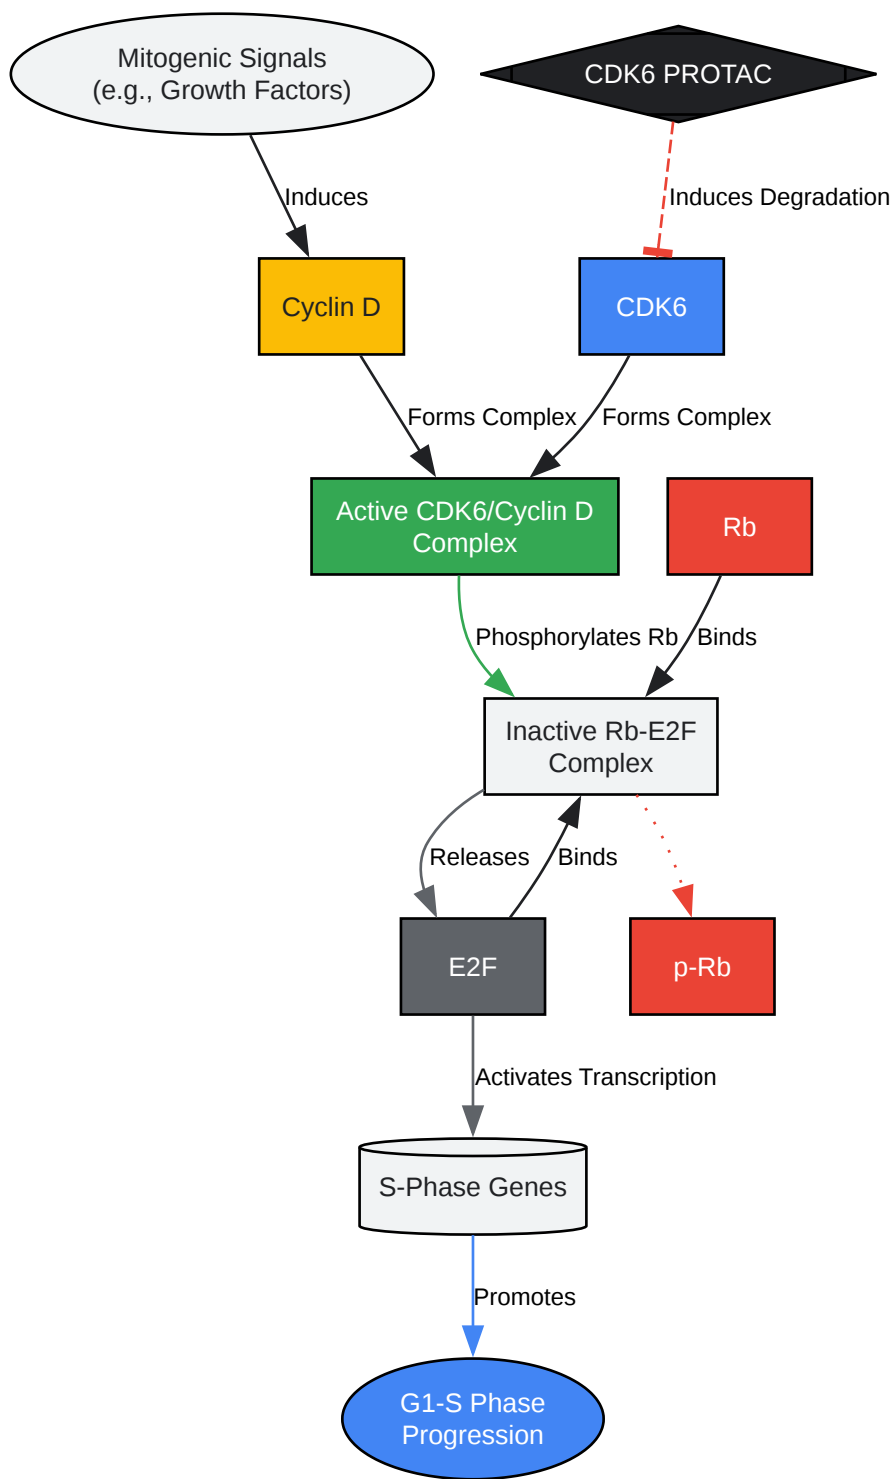 Mitogenic Signals
(e.g., Growth Factors)
CDK6 PROTAC
Induces
Induces Degradation
Cyclin D
CDK6
Forms Complex
Forms Complex
Active CDK6/Cyclin D
Complex
Rb
Phosphorylates Rb
Binds
Inactive Rb-E2F
Complex
Releases
Binds
E2F
p-Rb
Activates Transcription
S-Phase Genes
Promotes
G1-S Phase
Progression